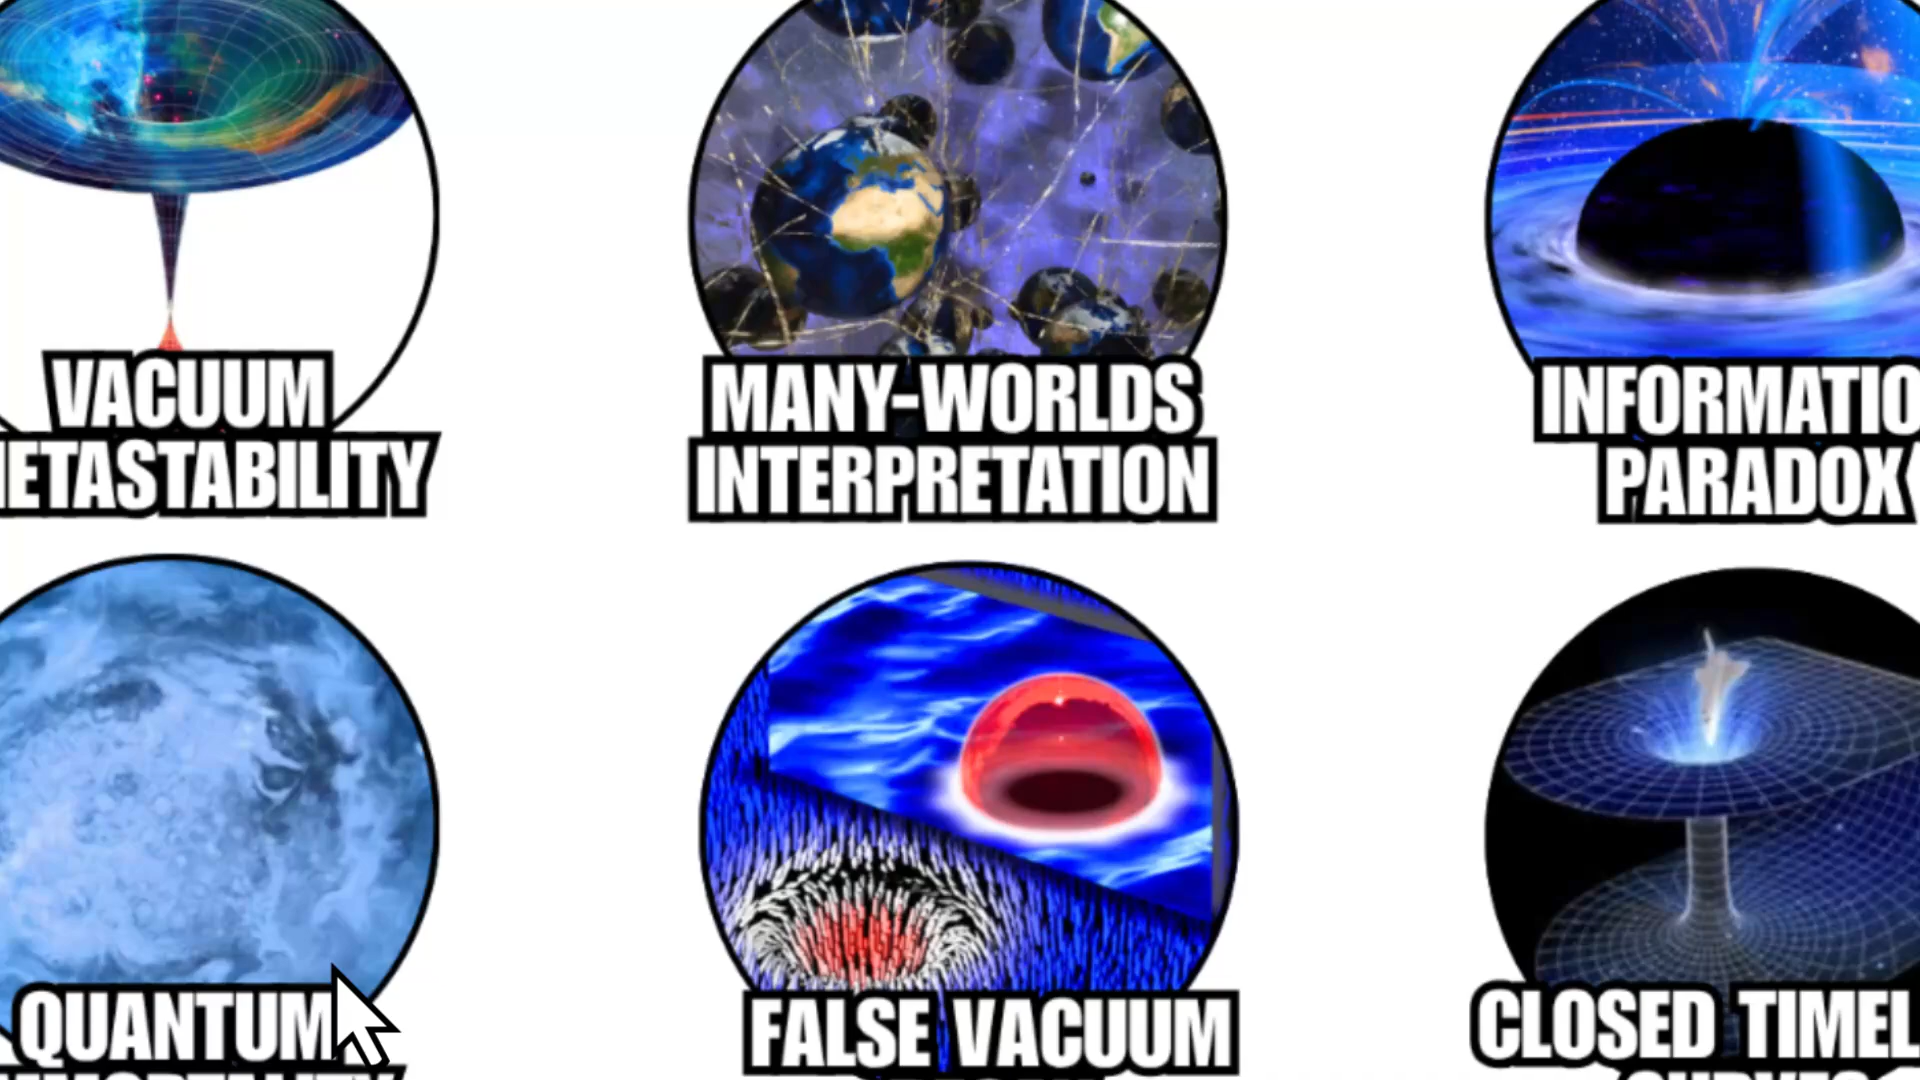 VACUUM
ETASTABILITY
MANY-WORLDS
INTERPRETATION
INFORMATIO
PARADOX
QUANTUM
FALSE VACUUM
CLOSED TIMEL